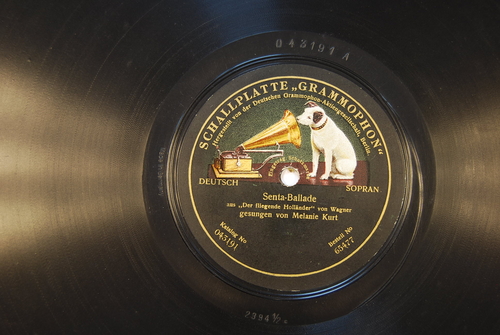 043191 A
SCHALLPLATTE „GRAMMOPHON"
Hergestellt von der Deutschen Grammophon-Aktiengesellschaft, Berlin
DEUTSCH
SOPRAN
Senta-Ballade
aus „Der fliegende Holländer" von Wagner
gesungen von Melanie Kurt
Katalog No
043191
Bestell No
65477